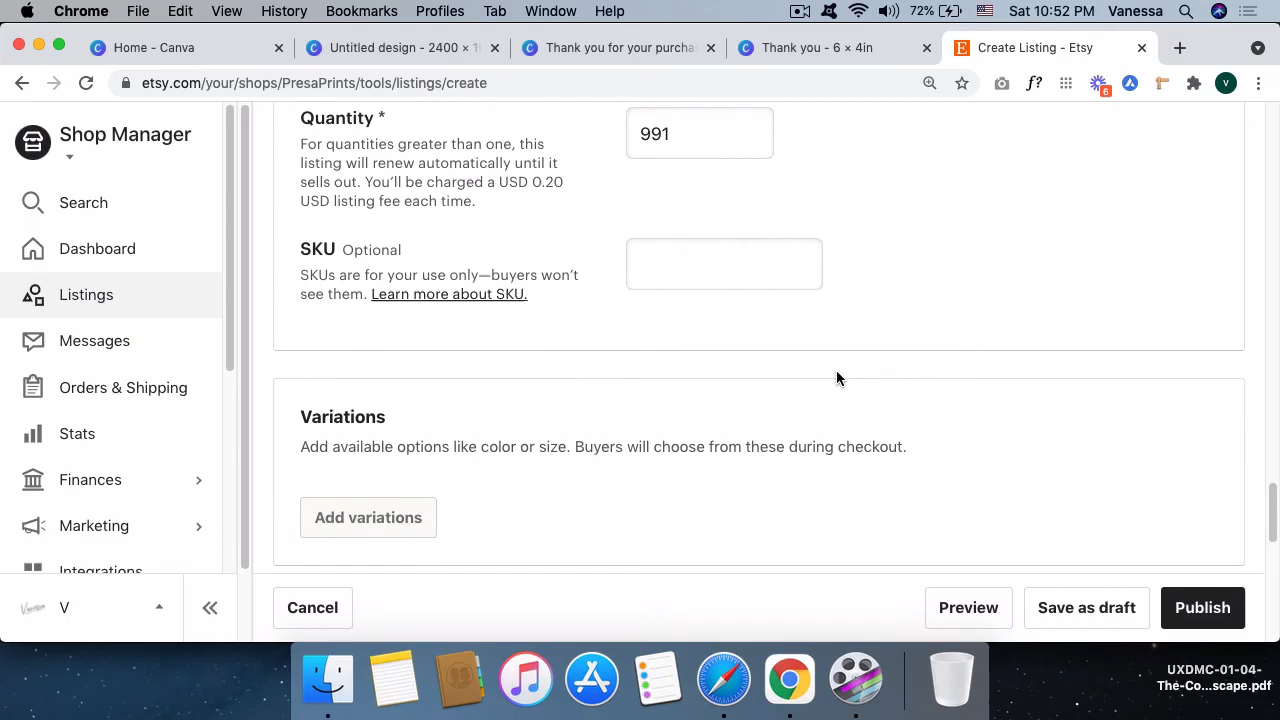 Chrome File Edit View History Bookmarks Profiles Tab Window Help 72% Sat 10:52 PM Vanessa
Home - Canva
Untitled design - 2400 × 1
Thank you for your purcha
Thank you - 6 × 4in
Create Listing - Etsy
etsy.com/your/shops/PresaPrints/tools/listings/create
f?
6
V
Shop Manager
Search
Dashboard
Listings
Messages
Orders & Shipping
Stats
Finances
Marketing
Integrations
V
Quantity *
For quantities greater than one, this
listing will renew automatically until it
sells out. You'll be charged a USD 0.20
USD listing fee each time.
991
SKU Optional
SKUs are for your use only—buyers won't
see them. Learn more about SKU.
Variations
Add available options like color or size. Buyers will choose from these during checkout.
Add variations
Cancel
Preview
Save as draft
Publish
UXDMC-01-04-
The-Co...scape.pdf